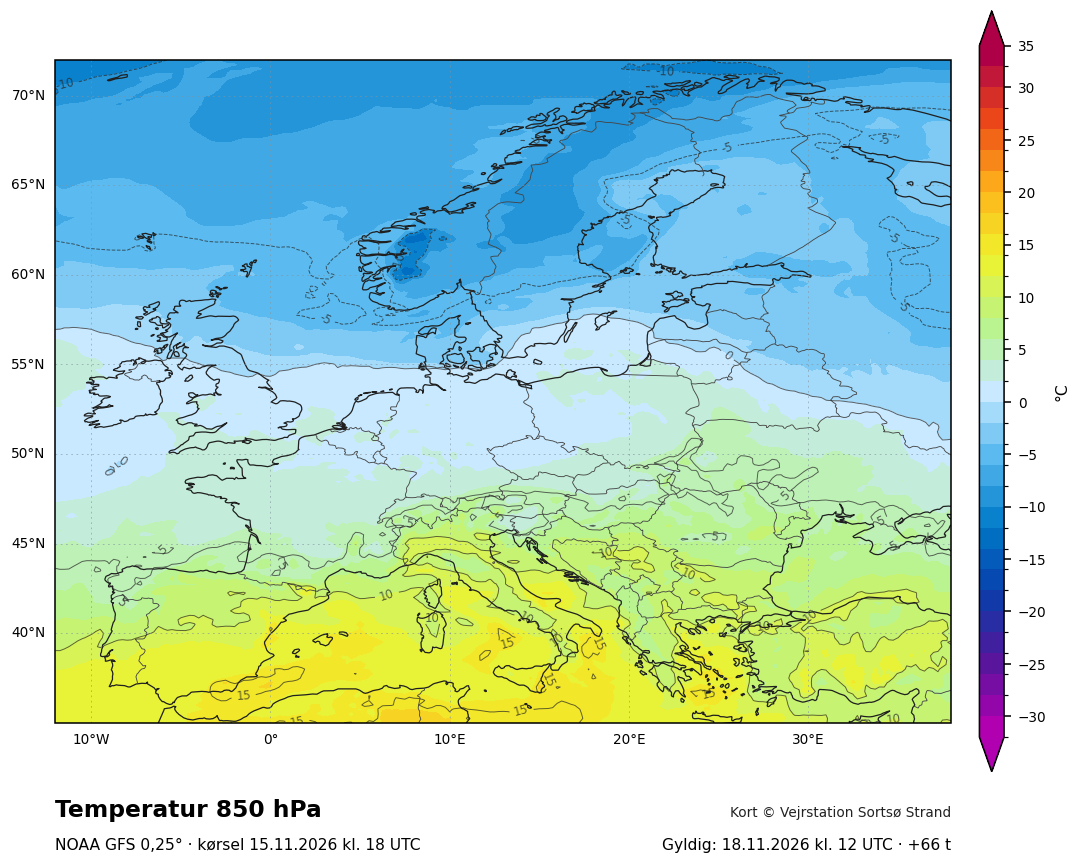 70°N
65°N
60°N
55°N
50°N
45°N
40°N
10°W
0°
10°E
20°E
30°E
35
30
25
20
15
10
5
0
−5
−10
−15
−20
−25
−30
°C
Temperatur 850 hPa
Kort © Vejrstation Sortsø Strand
NOAA GFS 0,25° · kørsel 15.11.2026 kl. 18 UTC
Gyldig: 18.11.2026 kl. 12 UTC · +66 t